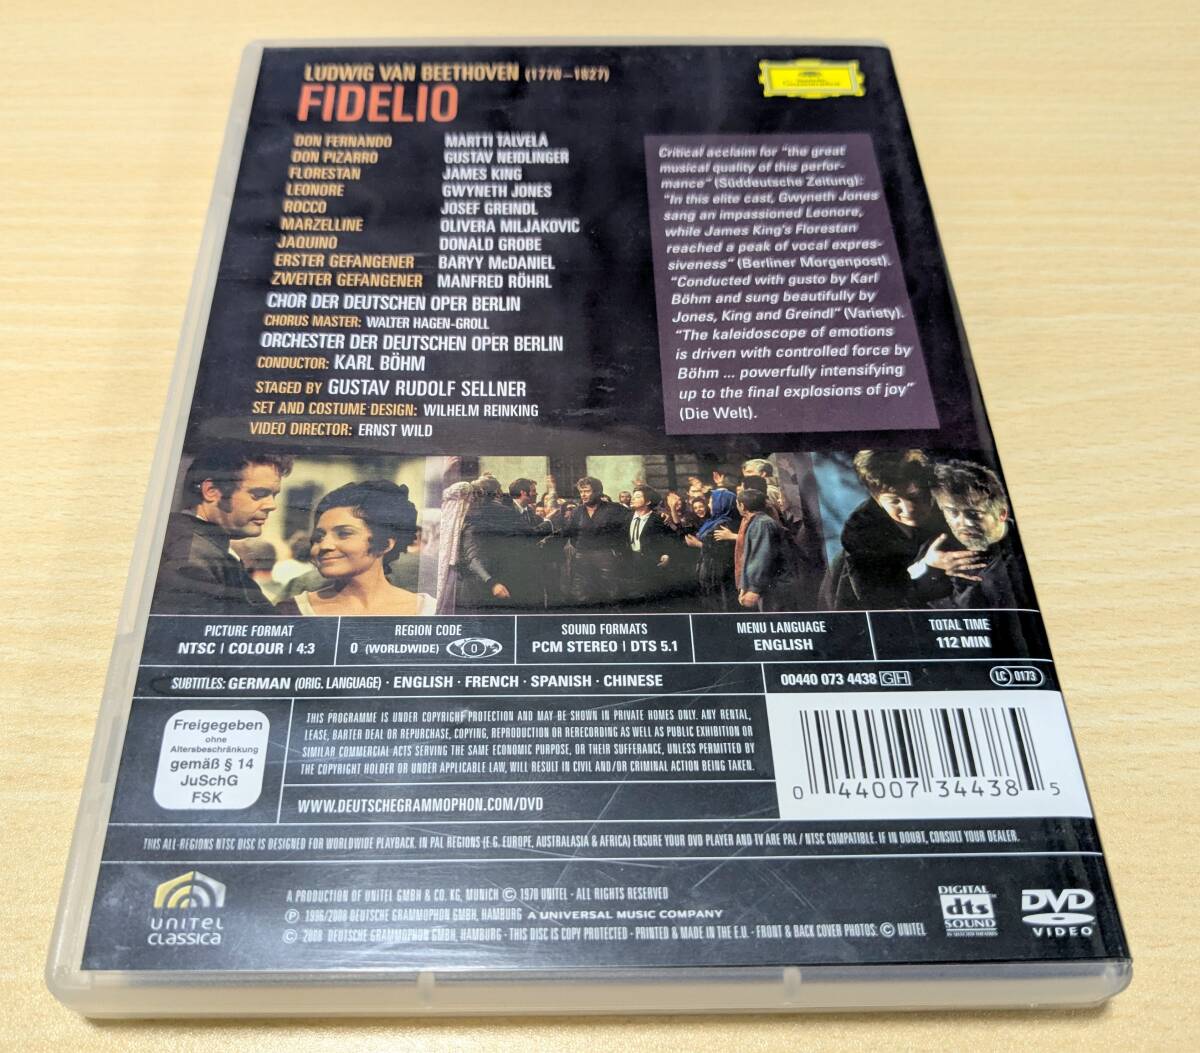 LUDWIG VAN BEETHOVEN (1770–1827)
FIDELIO
DON FERNANDO MARTTI TALVELA
DON PIZARRO GUSTAV NEIDLINGER
FLORESTAN JAMES KING
LEONORE GWYNETH JONES
ROCCO JOSEF GREINDL
MARZELLINE OLIVERA MILJAKOVIC
JAQUINO DONALD GROBE
ERSTER GEFANGENER BARYY McDANIEL
ZWEITER GEFANGENER MANFRED RÖHRL
CHOR DER DEUTSCHEN OPER BERLIN
CHORUS MASTER: WALTER HAGEN-GROLL
ORCHESTER DER DEUTSCHEN OPER BERLIN
CONDUCTOR: KARL BÖHM
STAGED BY GUSTAV RUDOLF SELLNER
SET AND COSTUME DESIGN: WILHELM REINKING
VIDEO DIRECTOR: ERNST WILD
Deutsche
Grammophon
Critical acclaim for "the great
musical quality of this perfor-
mance" (Süddeutsche Zeitung):
"In this elite cast, Gwyneth Jones
sang an impassioned Leonore,
while James King's Florestan
reached a peak of vocal expres-
siveness" (Berliner Morgenpost).
"Conducted with gusto by Karl
Böhm and sung beautifully by
Jones, King and Greindl" (Variety).
"The kaleidoscope of emotions
is driven with controlled force by
Böhm ... powerfully intensifying
up to the final explosions of joy"
(Die Welt).
PICTURE FORMAT
NTSC | COLOUR | 4:3
REGION CODE
0 (WORLDWIDE) 0
SOUND FORMATS
PCM STEREO | DTS 5.1
MENU LANGUAGE
ENGLISH
TOTAL TIME
112 MIN
SUBTITLES: GERMAN (ORIG. LANGUAGE) · ENGLISH · FRENCH · SPANISH · CHINESE
00440 073 4438 GH
LC 0173
Freigegeben
ohne
Altersbeschränkung
gemäß § 14
JuSchG
FSK
THIS PROGRAMME IS UNDER COPYRIGHT PROTECTION AND MAY BE SHOWN IN PRIVATE HOMES ONLY. ANY RENTAL,
LEASE, BARTER DEAL OR REPURCHASE, COPYING, REPRODUCTION OR RERECORDING AS WELL AS PUBLIC EXHIBITION OR
SIMILAR COMMERCIAL ACTS SERVING THE SAME ECONOMIC PURPOSE, OR THEIR SUFFERANCE, UNLESS PERMITTED BY
THE COPYRIGHT HOLDER OR UNDER APPLICABLE LAW, WILL RESULT IN CIVIL AND/OR CRIMINAL ACTION BEING TAKEN.
WWW.DEUTSCHEGRAMMOPHON.COM/DVD
0 44007 34438 5
THIS ALL-REGIONS NTSC DISC IS DESIGNED FOR WORLDWIDE PLAYBACK. IN PAL REGIONS (E.G. EUROPE, AUSTRALASIA & AFRICA) ENSURE YOUR DVD PLAYER AND TV ARE PAL / NTSC COMPATIBLE. IF IN DOUBT, CONSULT YOUR DEALER.
UNITEL
CLASSICA
A PRODUCTION OF UNITEL GMBH & CO. KG, MUNICH © 1970 UNITEL · ALL RIGHTS RESERVED
℗ 1996/2008 DEUTSCHE GRAMMOPHON GMBH, HAMBURG A UNIVERSAL MUSIC COMPANY
© 2008 DEUTSCHE GRAMMOPHON GMBH, HAMBURG · THIS DISC IS COPY PROTECTED · PRINTED & MADE IN THE E.U. · FRONT & BACK COVER PHOTOS: © UNITEL
DIGITAL
dts
SOUND
DVD
VIDEO